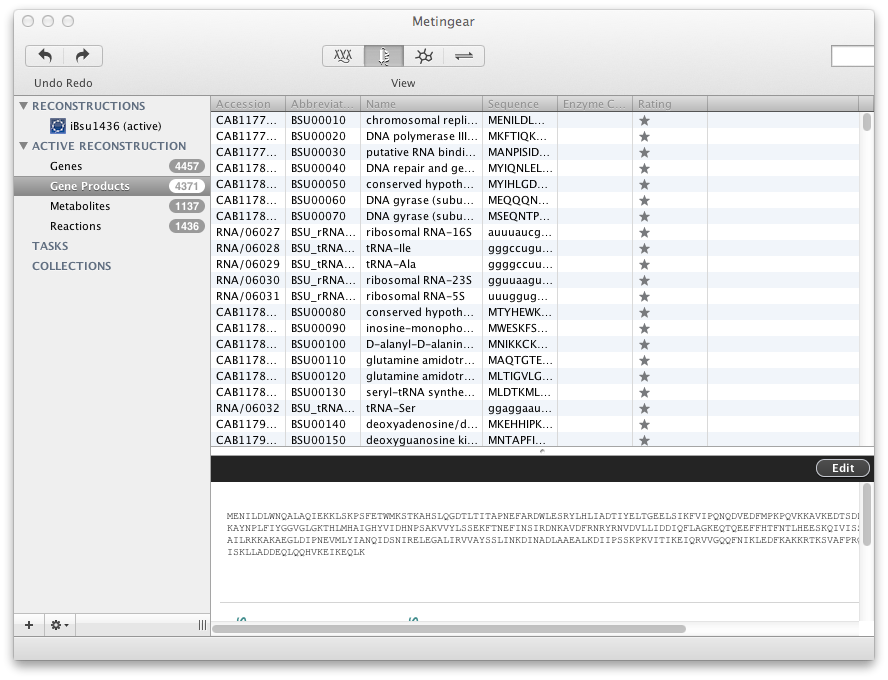 Metingear
Undo Redo
View
RECONSTRUCTIONS
iBsu1436 (active)
ACTIVE RECONSTRUCTION
Genes 4457
Gene Products 4371
Metabolites 1137
Reactions 1436
TASKS
COLLECTIONS
Accession Abbreviat... Name Sequence Enzyme C... Rating
CAB1177... BSU00010 chromosomal repli... MENILDL...
CAB1177... BSU00020 DNA polymerase III... MKFTIQK...
CAB1177... BSU00030 putative RNA bindi... MANPISID...
CAB1178... BSU00040 DNA repair and ge... MYIQNLEL...
CAB1178... BSU00050 conserved hypoth... MYIHLGD...
CAB1178... BSU00060 DNA gyrase (subu... MEQQQN...
CAB1178... BSU00070 DNA gyrase (subu... MSEQNTP...
RNA/06027 BSU_rRNA... ribosomal RNA-16S auuuaucg...
RNA/06028 BSU_tRNA... tRNA-Ile gggccugu...
RNA/06029 BSU_tRNA... tRNA-Ala ggggccuu...
RNA/06030 BSU_rRNA... ribosomal RNA-23S gguuaagu...
RNA/06031 BSU_rRNA... ribosomal RNA-5S uuuggug...
CAB1178... BSU00080 conserved hypoth... MTYHEWK...
CAB1178... BSU00090 inosine-monopho... MWESKFS...
CAB1178... BSU00100 D-alanyl-D-alanin... MNIKKCK...
CAB1178... BSU00110 glutamine amidotr... MAQTGTE...
CAB1178... BSU00120 glutamine amidotr... MLTIGVLG...
CAB1178... BSU00130 seryl-tRNA synthe... MLDTKML...
RNA/06032 BSU_tRNA... tRNA-Ser ggaggaau...
CAB1179... BSU00140 deoxyadenosine/d... MKEHHIPK...
CAB1179... BSU00150 deoxyguanosine ki... MNTAPFI...
Edit
MENILDLWNQALAQIEKKLSKPSFETWMKSTKAHSLQGDTLTITAPNEFARDWLESRYLHLIADTIYELTGEELSIKFVIPQNQDVEDFMPKPQVKKAVKEDTSD
KAYNPLFIYGGVGLGKTHLMHAIGHYVIDHNPSAKVVYLSSEKFTNEFINSIRDNKAVDFRNRYRNVDVLLIDDIQFLAGKEQTQEEFFHTFNTLHEESKQIVIS
AILRKKAKAEGLDIPNEVMLYIANQIDSNIRELEGALIRVVAYSSLINKDINADLAAEALKDIIPSSKPKVITIKEIQRVVGQQFNIKLEDFKAKKRTKSVAFPR
ISKLLADDEQLQQHVKEIKEQLK